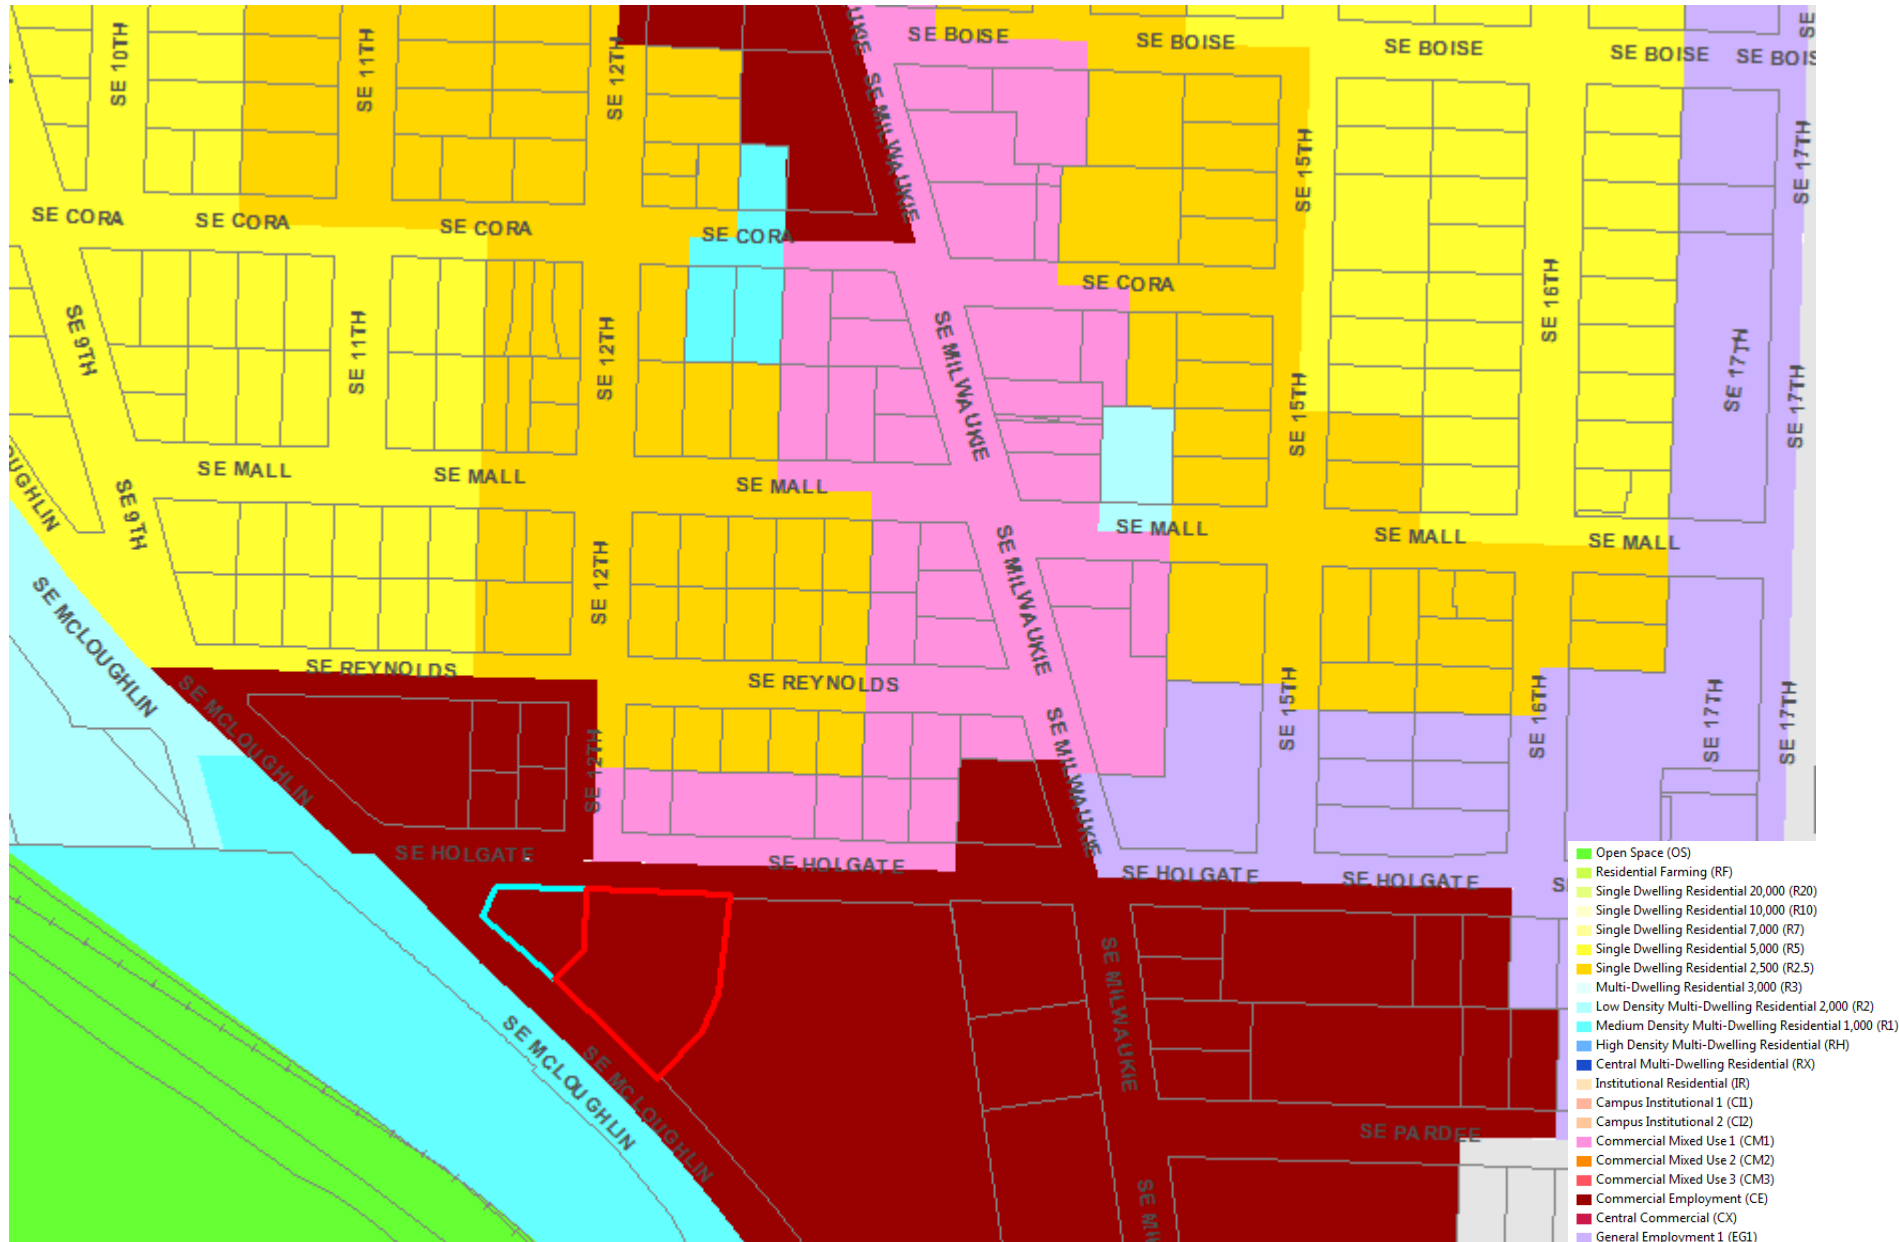 SE BOISE
SE BOISE
SE BOISE
SE BOISE
SE BOIS
SE
SE 10TH
SE 11TH
SE 12TH
UKIE
SE MILWAUKIE
SE 15TH
SE 17TH
SE CORA
SE CORA
SE CORA
SE CORA
SE CORA
SE 9TH
SE 11TH
SE 12TH
SE MILWAUKIE
SE 15TH
SE 16TH
SE 17TH
SE 17TH
OUGHLIN
SE 9TH
SE MALL
SE MALL
SE MALL
SE MALL
SE MALL
SE MALL
SE MCLOUGHLIN
SE 12TH
SE MILWAUKIE
SE REYNOLDS
SE REYNOLDS
SE MCLOUGHLIN
SE 12TH
SE MILWAUKIE
SE 15TH
SE 16TH
SE 17TH
SE 17TH
SE HOLGATE
SE HOLGATE
SE HOLGATE
SE HOLGATE
S
SE MILWAUKIE
SE MCLOUGHLIN
SE MCLOUGHLIN
SE PARDEE
SE MI
Open Space (OS)
Residential Farming (RF)
Single Dwelling Residential 20,000 (R20)
Single Dwelling Residential 10,000 (R10)
Single Dwelling Residential 7,000 (R7)
Single Dwelling Residential 5,000 (R5)
Single Dwelling Residential 2,500 (R2.5)
Multi-Dwelling Residential 3,000 (R3)
Low Density Multi-Dwelling Residential 2,000 (R2)
Medium Density Multi-Dwelling Residential 1,000 (R1)
High Density Multi-Dwelling Residential (RH)
Central Multi-Dwelling Residential (RX)
Institutional Residential (IR)
Campus Institutional 1 (CI1)
Campus Institutional 2 (CI2)
Commercial Mixed Use 1 (CM1)
Commercial Mixed Use 2 (CM2)
Commercial Mixed Use 3 (CM3)
Commercial Employment (CE)
Central Commercial (CX)
General Employment 1 (EG1)